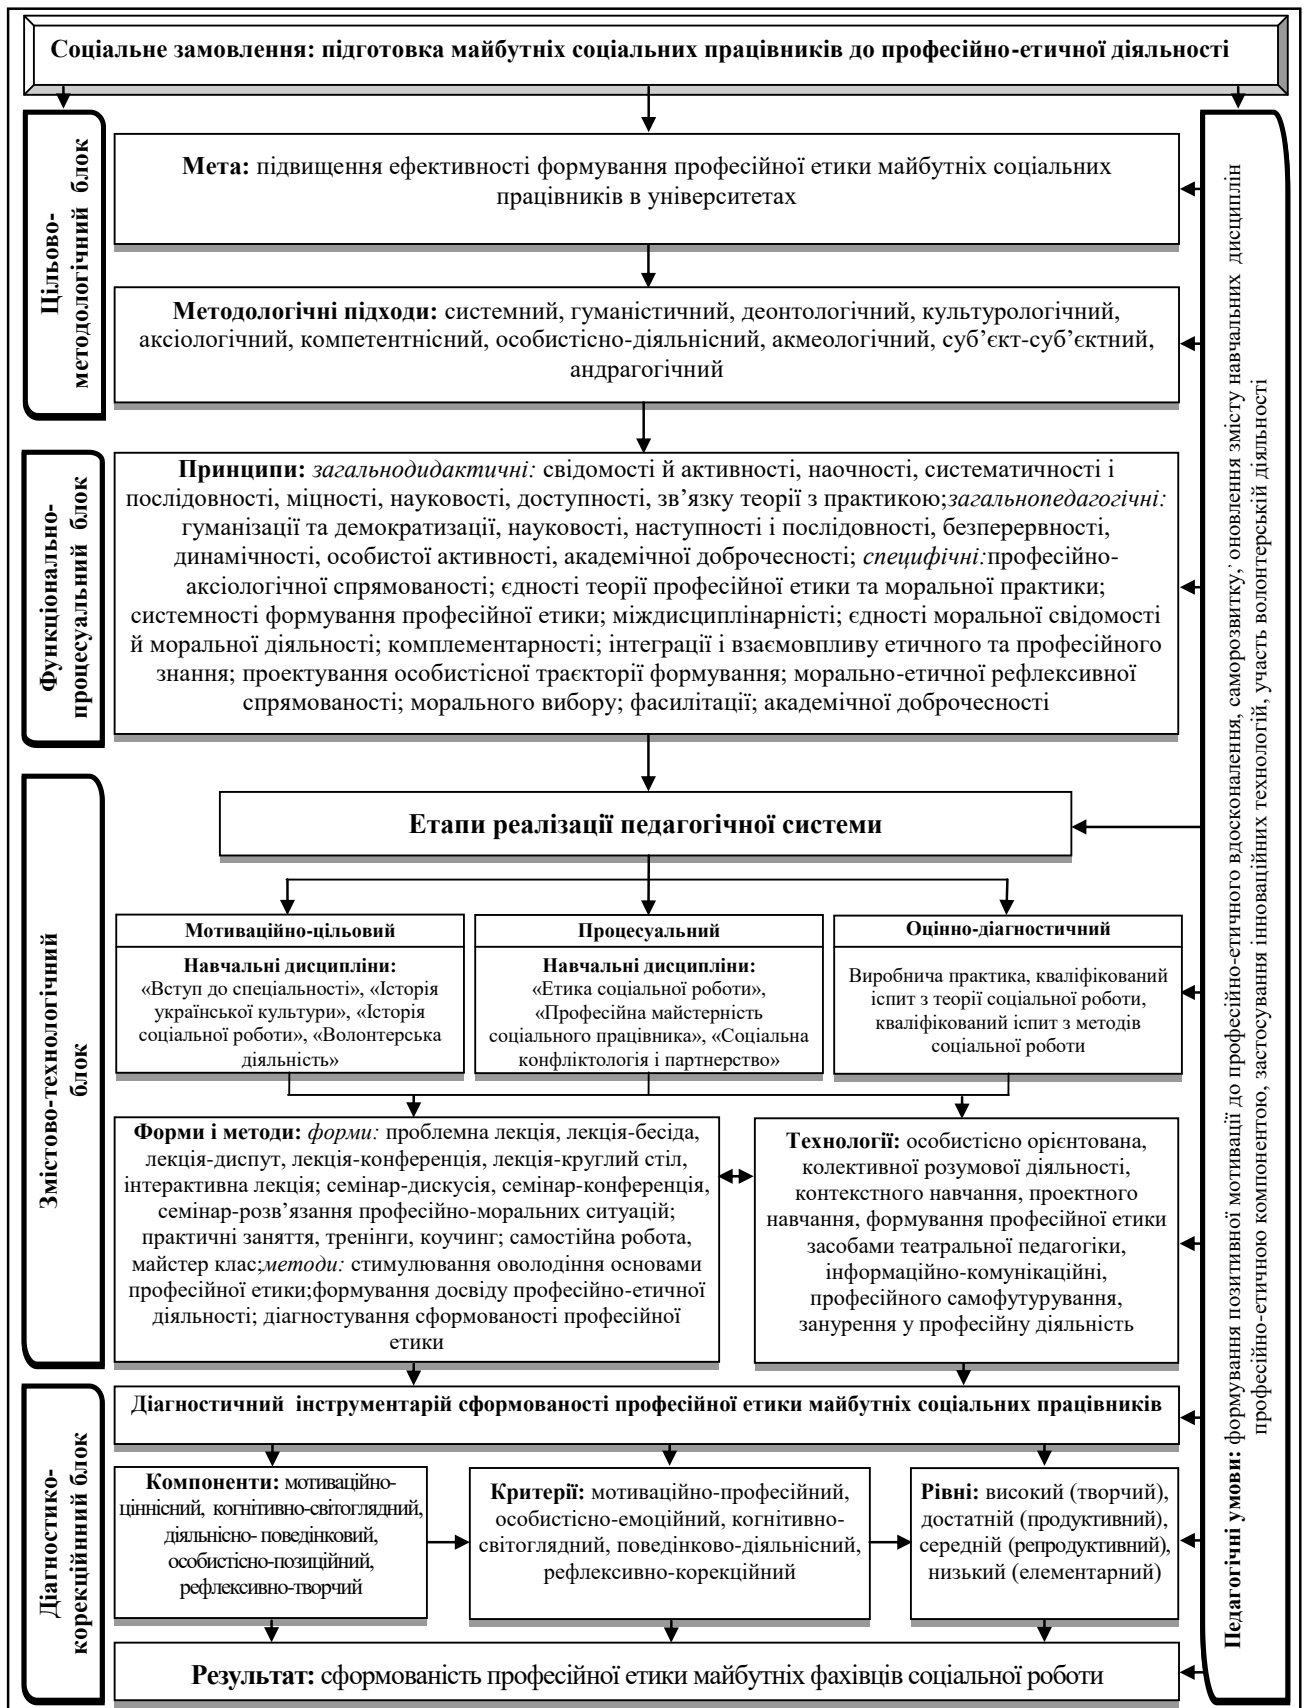 Соціальне замовлення: підготовка майбутніх соціальних працівників до професійно-етичної діяльності
Цільово-
методологічний блок
Мета: підвищення ефективності формування професійної етики майбутніх соціальних
працівників в університетах
Методологічні підходи: системний, гуманістичний, деонтологічний, культурологічний,
аксіологічний, компетентнісний, особистісно-діяльнісний, акмеологічний, суб’єкт-суб’єктний,
андрагогічний
Функціонально-
процесуальний блок
Принципи: загальнодидактичні: свідомості й активності, наочності, систематичності і
послідовності, міцності, науковості, доступності, зв’язку теорії з практикою;загальнопедагогічні:
гуманізації та демократизації, науковості, наступності і послідовності, безперервності,
динамічності, особистої активності, академічної доброчесності; специфічні:професійно-
аксіологічної спрямованості; єдності теорії професійної етики та моральної практики;
системності формування професійної етики; міждисциплінарністі; єдності моральної свідомості
й моральної діяльності; комплементарності; інтеграції і взаємовпливу етичного та професійного
знання; проектування особистісної траєкторії формування; морально-етичної рефлексивної
спрямованості; морального вибору; фасилітації; академічної доброчесності
Змістово-технологічний
блок
Етапи реалізації педагогічної системи
Мотиваційно-цільовий
Навчальні дисципліни:
«Вступ до спеціальності», «Історія
української культури», «Історія
соціальної роботи», «Волонтерська
діяльність»
Процесуальний
Навчальні дисципліни:
«Етика соціальної роботи»,
«Професійна майстерність
соціального працівника», «Соціальна
конфліктологія і партнерство»
Оцінно-діагностичний
Виробнича практика, кваліфікований
іспит з теорії соціальної роботи,
кваліфікований іспит з методів
соціальної роботи
Форми і методи: форми: проблемна лекція, лекція-бесіда,
лекція-диспут, лекція-конференція, лекція-круглий стіл,
інтерактивна лекція; семінар-дискусія, семінар-конференція,
семінар-розв’язання професійно-моральних ситуацій;
практичні заняття, тренінги, коучинг; самостійна робота,
майстер клас;методи: стимулювання оволодіння основами
професійної етики;формування досвіду професійно-етичної
діяльності; діагностування сформованості професійної
етики
Технології: особистісно орієнтована,
колективної розумової діяльності,
контекстного навчання, проектного
навчання, формування професійної етики
засобами театральної педагогіки,
інформаційно-комунікаційні,
професійного самофутурування,
занурення у професійну діяльність
Діагностико-
корекційнний блок
Діагностичний інструментарій сформованості професійної етики майбутніх соціальних працівників
Компоненти: мотиваційно-
ціннісний, когнітивно-світоглядний,
діяльнісно- поведінковий,
особистісно-позиційний,
рефлексивно-творчий
Критерії: мотиваційно-професійний,
особистісно-емоційний, когнітивно-
світоглядний, поведінково-діяльнісний,
рефлексивно-корекційний
Рівні: високий (творчий),
достатній (продуктивний),
середній (репродуктивний),
низький (елементарний)
Результат: сформованість професійної етики майбутніх фахівців соціальної роботи
Педагогічні умови: формування позитивної мотивації до професійно-етичного вдосконалення, саморозвитку; оновлення змісту навчальних дисциплін
професійно-етичною компонентою, застосування інноваційних технологій, участь волонтерській діяльності